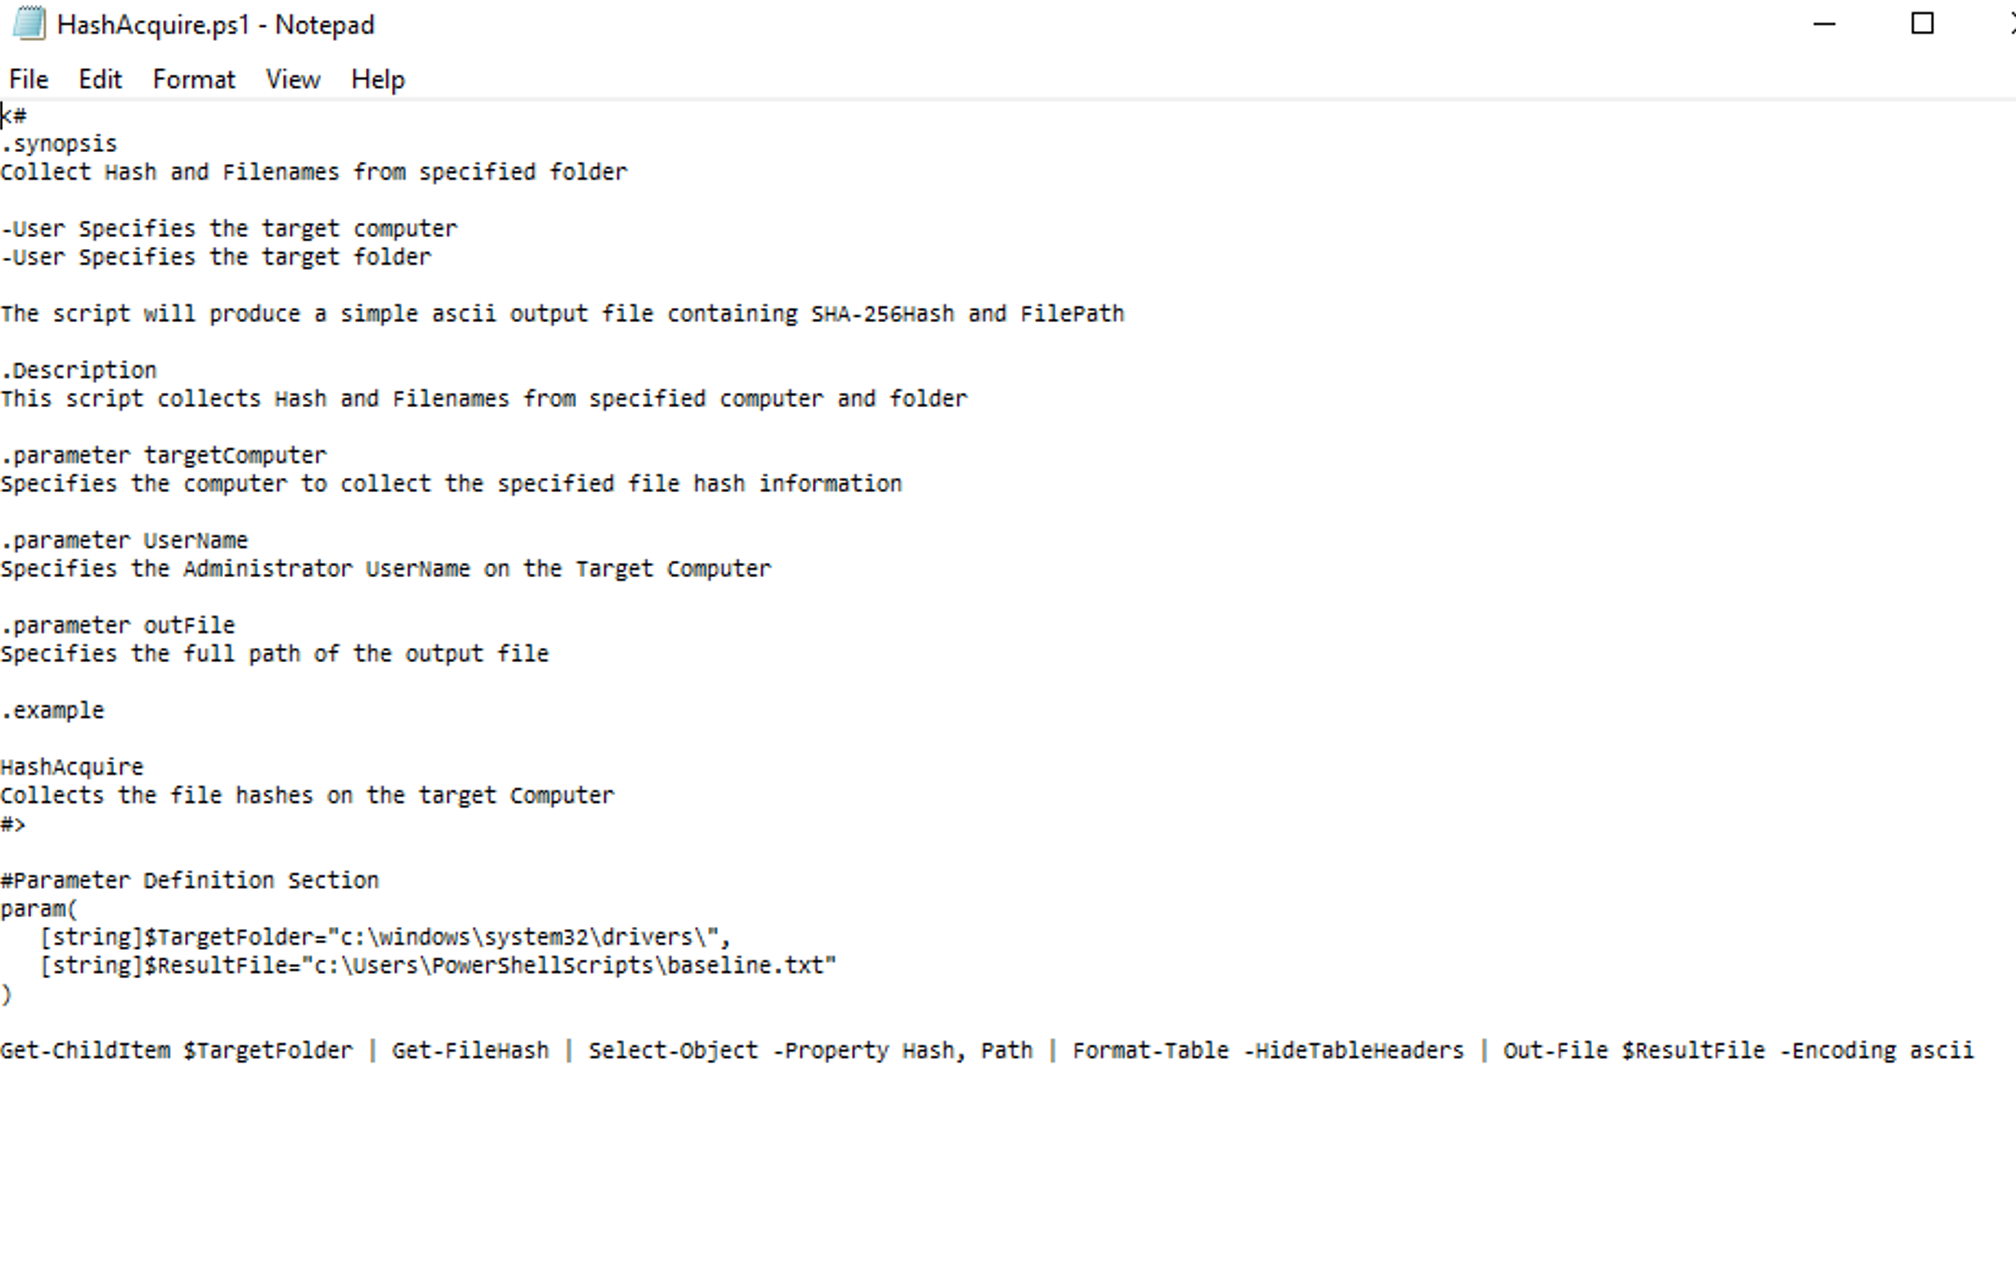 HashAcquire.ps1 - Notepad
File Edit Format View Help
<#
.synopsis
Collect Hash and Filenames from specified folder
-User Specifies the target computer
-User Specifies the target folder
The script will produce a simple ascii output file containing SHA-256Hash and FilePath
.Description
This script collects Hash and Filenames from specified computer and folder
.parameter targetComputer
Specifies the computer to collect the specified file hash information
.parameter UserName
Specifies the Administrator UserName on the Target Computer
.parameter outFile
Specifies the full path of the output file
.example
HashAcquire
Collects the file hashes on the target Computer
#>
#Parameter Definition Section
param(
[string]$TargetFolder="c:\windows\system32\drivers\",
[string]$ResultFile="c:\Users\PowerShellScripts\baseline.txt"
)
Get-ChildItem $TargetFolder | Get-FileHash | Select-Object -Property Hash, Path | Format-Table -HideTableHeaders | Out-File $ResultFile -Encoding ascii